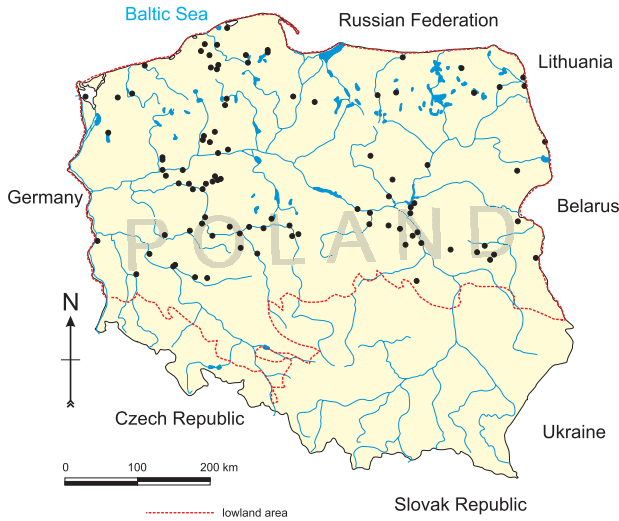 Baltic Sea
Russian Federation
Lithuania
Germany
Belarus
POLAND
N
Czech Republic
Ukraine
0 100 200 km
Slovak Republic
lowland area